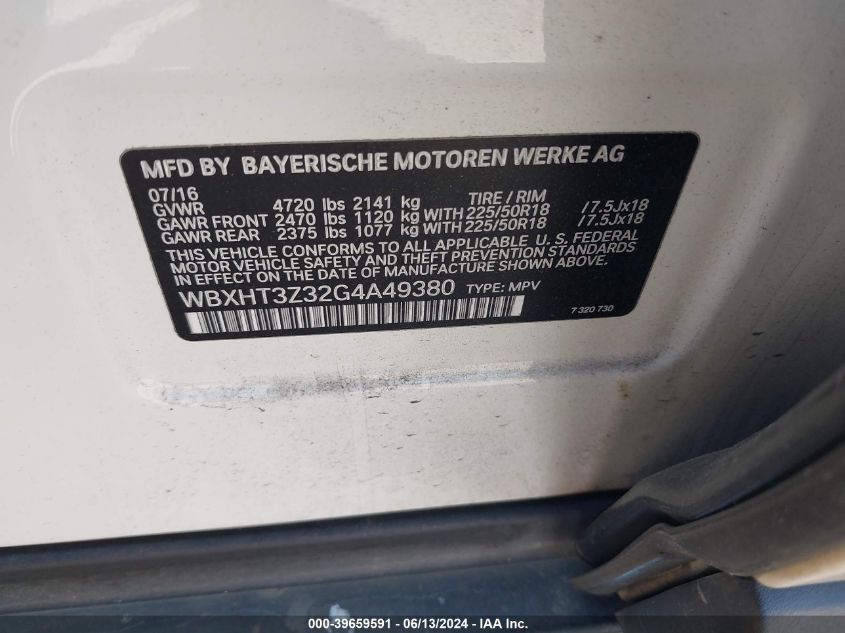 MFD BY BAYERISCHE MOTOREN WERKE AG
07/16
GVWR 4720 lbs 2141 kg TIRE / RIM
GAWR FRONT 2470 lbs 1120 kg WITH 225/50R18 /7.5Jx18
GAWR REAR 2375 lbs 1077 kg WITH 225/50R18 /7.5Jx18
THIS VEHICLE CONFORMS TO ALL APPLICABLE U. S. FEDERAL
MOTOR VEHICLE SAFETY AND THEFT PREVENTION STANDARDS
IN EFFECT ON THE DATE OF MANUFACTURE SHOWN ABOVE.
WBXHT3Z32G4A49380 TYPE: MPV
7 320 730
000-39659591 - 06/13/2024 - IAA Inc.